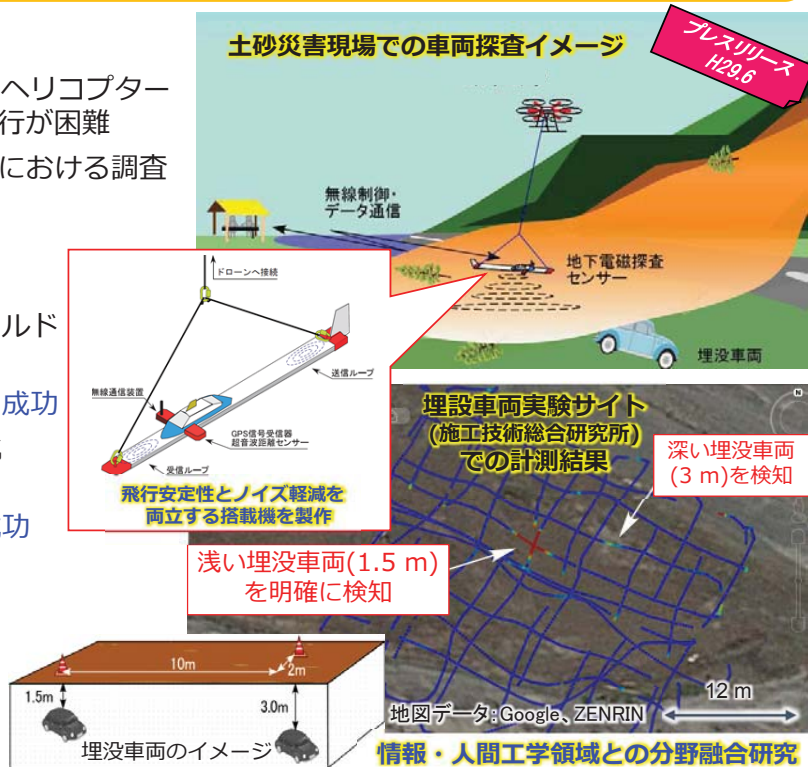 ヘリコプター
行が困難
における調査
ルド
成功
功
土砂災害現場での車両探査イメージ
プレスリリース
H29.6
無線制御・
データ通信
地下電磁探査
センサー
埋没車両
ドローンへ接続
送信ループ
無線通信装置
GPS信号受信器
超音波距離センサー
受信ループ
飛行安定性とノイズ軽減を
両立する搭載機を製作
埋設車両実験サイト
(施工技術総合研究所)
での計測結果
深い埋没車両
(3 m)を検知
浅い埋没車両(1.5 m)
を明確に検知
12 m
地図データ:Google、ZENRIN
10m
2m
1.5m
3.0m
埋没車両のイメージ
情報・人間工学領域との分野融合研究